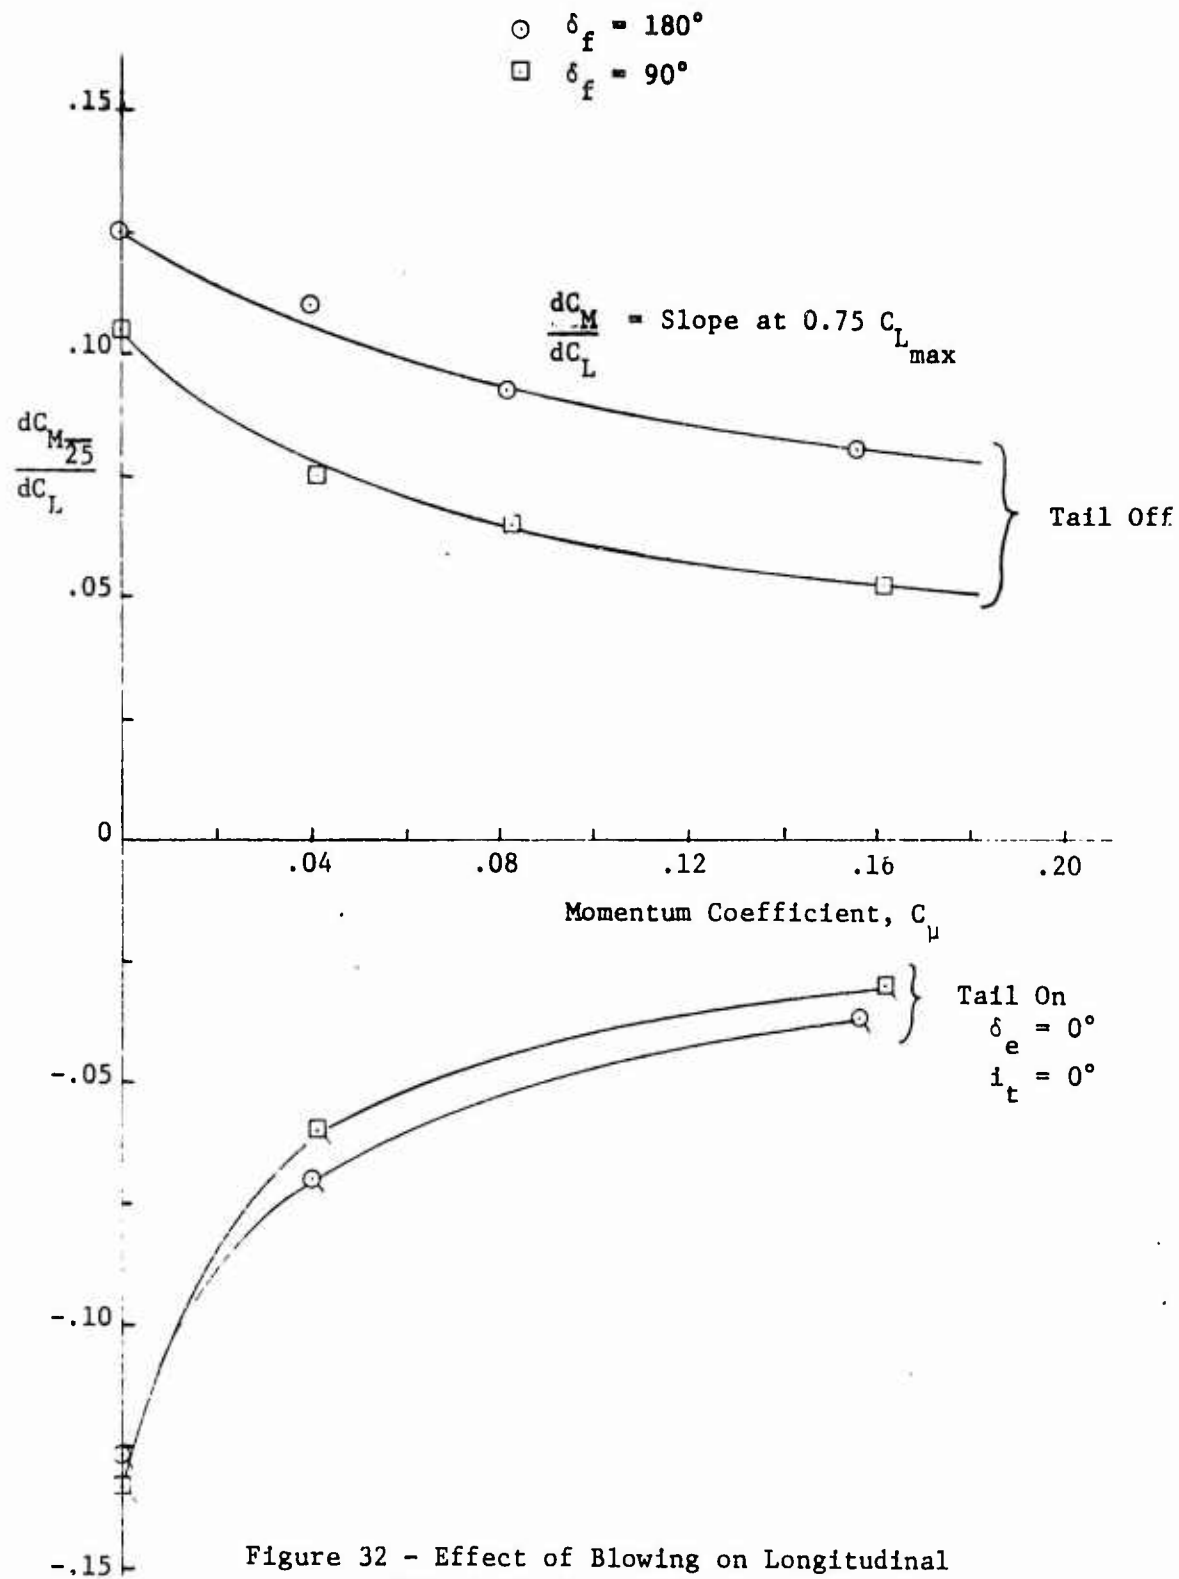 δf = 180°
δf = 90°
.15
.10
dCM / dCL = Slope at 0.75 CLmax
dCM.25 / dCL
Tail Off
.05
0
.04 .08 .12 .16 .20
Momentum Coefficient, Cμ
Tail On
δe = 0°
it = 0°
-.05
-.10
-.15
Figure 32 - Effect of Blowing on Longitudinal